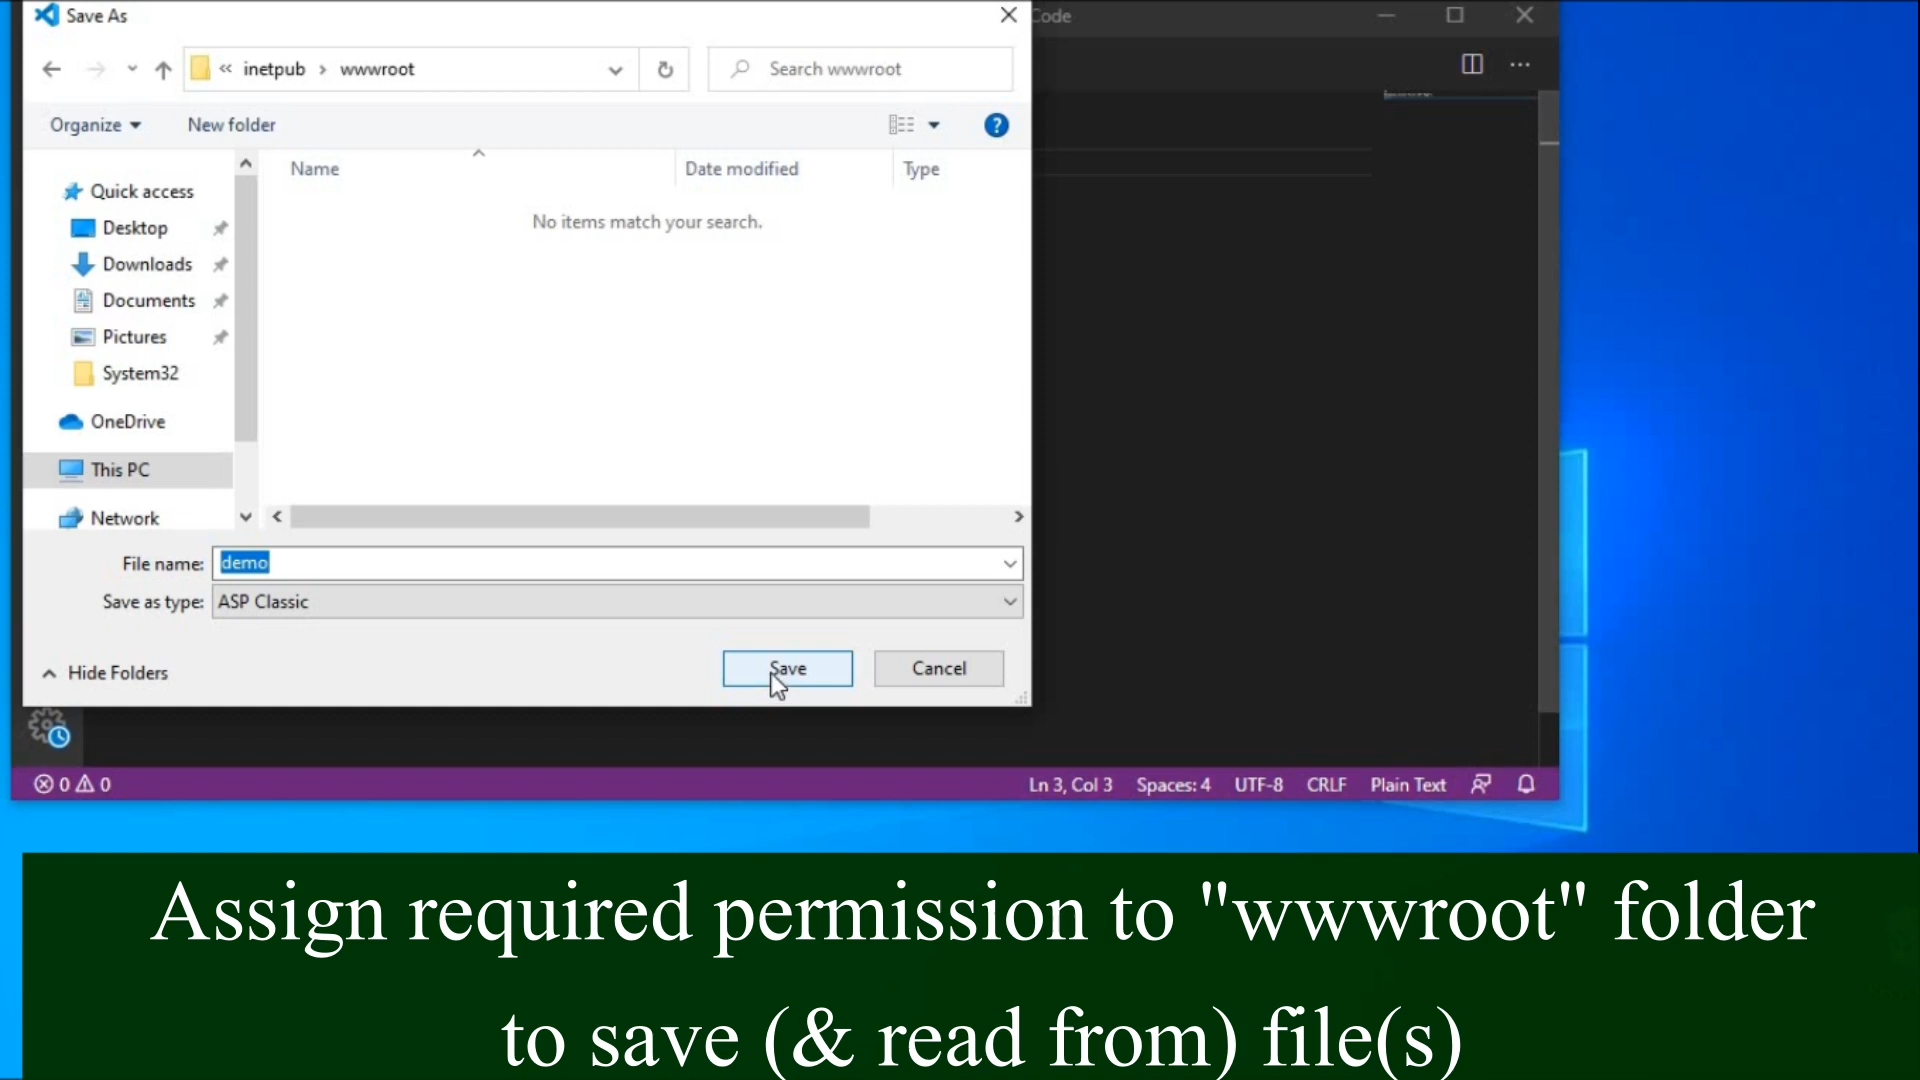 Save As
Code
« inetpub › wwwroot
Search wwwroot
Organize
New folder
?
Name
Date modified
Type
No items match your search.
Quick access
Desktop
Downloads
Documents
Pictures
System32
OneDrive
This PC
Network
File name:
demo
Save as type:
ASP Classic
Hide Folders
Save
Cancel
0 0
Ln 3, Col 3
Spaces: 4
UTF-8
CRLF
Plain Text
Assign required permission to "wwwroot" folder
to save (& read from) file(s)